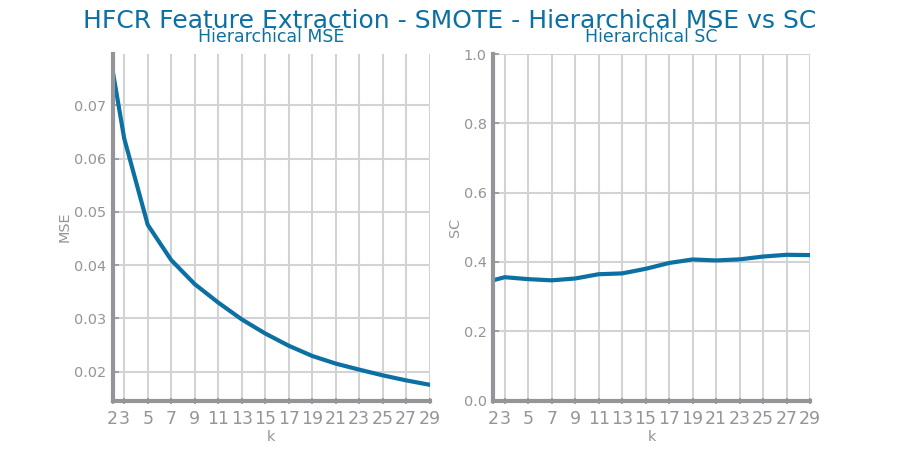 HFCR Feature Extraction - SMOTE - Hierarchical MSE vs SC
Hierarchical MSE
0.07
0.06
0.05
0.04
0.03
0.02
MSE
2 3 5 7 9 11 13 15 17 19 21 23 25 27 29
k
Hierarchical SC
1.0
0.8
0.6
0.4
0.2
0.0
SC
2 3 5 7 9 11 13 15 17 19 21 23 25 27 29
k